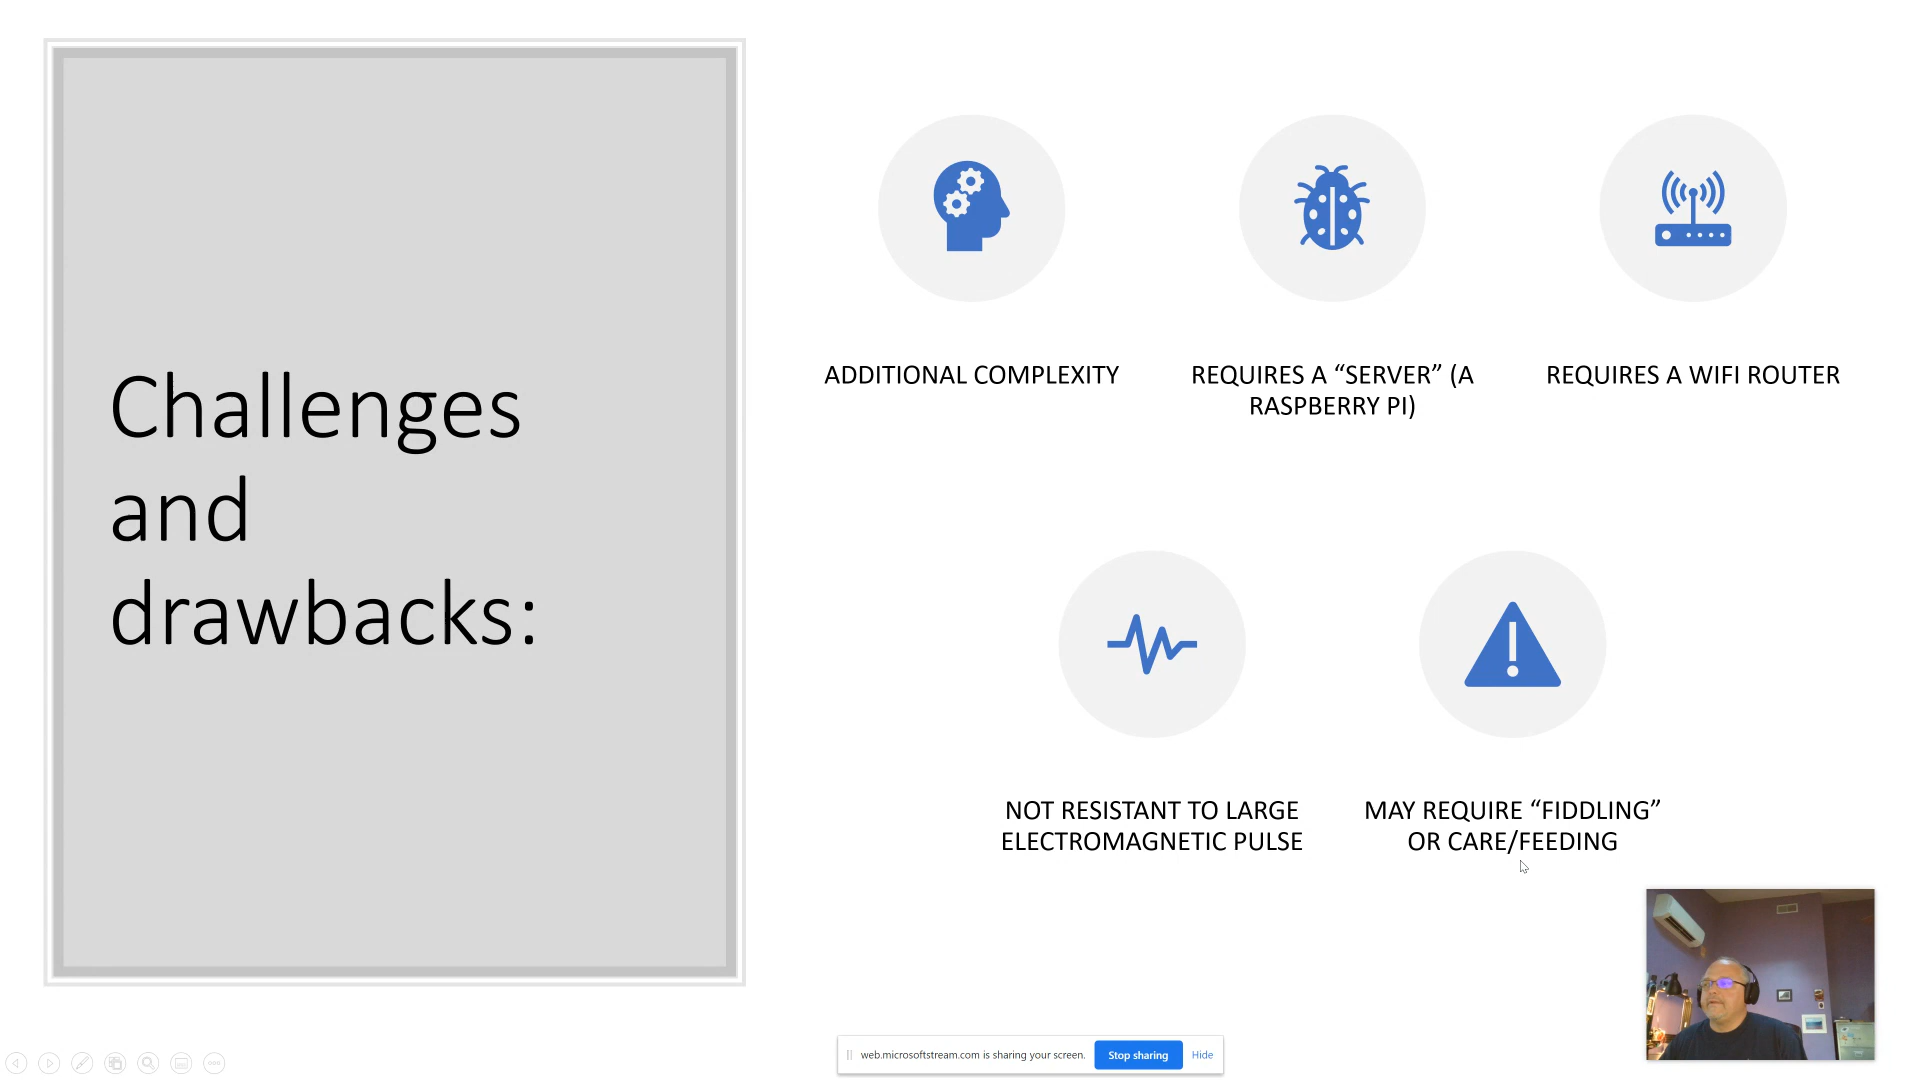 Challenges
and
drawbacks:
ADDITIONAL COMPLEXITY
REQUIRES A “SERVER” (A
RASPBERRY PI)
REQUIRES A WIFI ROUTER
NOT RESISTANT TO LARGE
ELECTROMAGNETIC PULSE
MAY REQUIRE “FIDDLING”
OR CARE/FEEDING
web.microsoftstream.com is sharing your screen.
Stop sharing
Hide